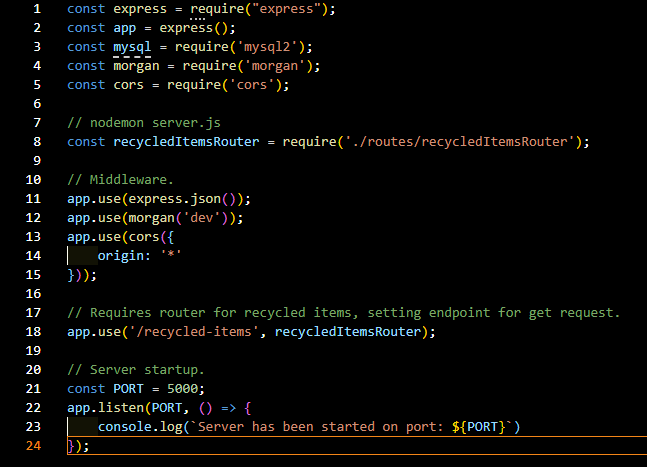 1 const express = require("express");
2 const app = express();
3 const mysql = require('mysql2');
4 const morgan = require('morgan');
5 const cors = require('cors');
6
7 // nodemon server.js
8 const recycledItemsRouter = require('./routes/recycledItemsRouter');
9
10 // Middleware.
11 app.use(express.json());
12 app.use(morgan('dev'));
13 app.use(cors({
14     origin: '*'
15 }));
16
17 // Requires router for recycled items, setting endpoint for get request.
18 app.use('/recycled-items', recycledItemsRouter);
19
20 // Server startup.
21 const PORT = 5000;
22 app.listen(PORT, () => {
23     console.log(`Server has been started on port: ${PORT}`)
24 });